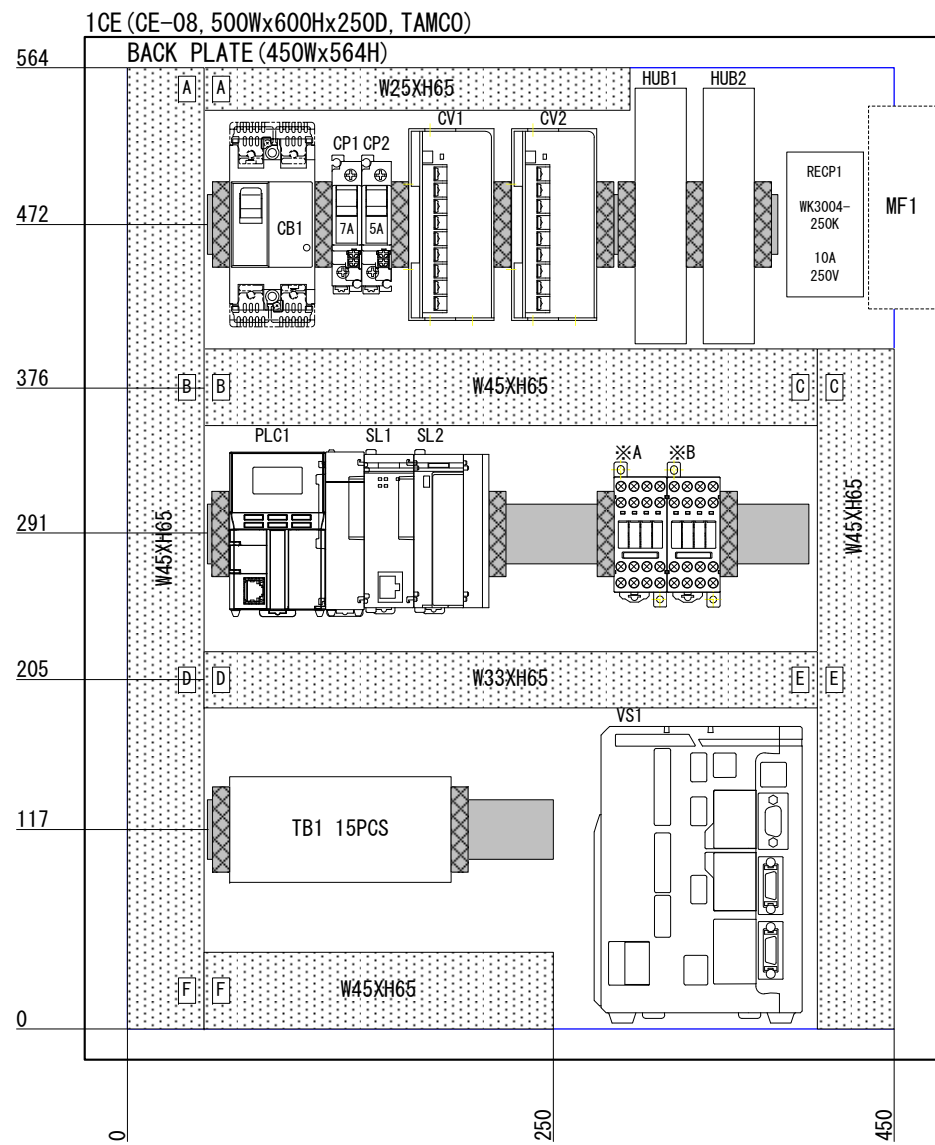 1CE(CE-08, 500Wx600Hx250D, TAMCO)
BACK PLATE(450Wx564H)
564
A A W25XH65 HUB1 HUB2
CV1 CV2
CP1 CP2
RECP1
WK3004-
250K
10A
250V
MF1
472
CB1 7A 5A
376
B B W45XH65 C C
PLC1 SL1 SL2 ※A ※B
291
W45XH65
W45XH65
205
D D W33XH65 E E
VS1
117
TB1 15PCS
F F W45XH65
0
0 250 450